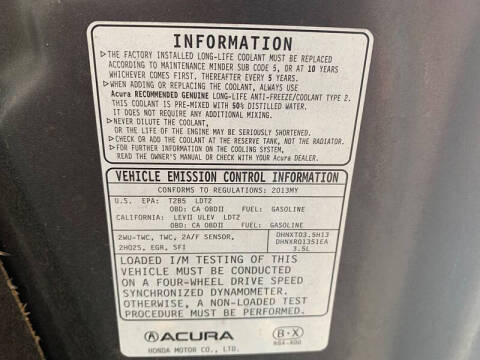 INFORMATION
▷THE FACTORY INSTALLED LONG-LIFE COOLANT MUST BE REPLACED
ACCORDING TO MAINTENANCE MINDER SUB CODE 5, OR AT 10 YEARS
WHICHEVER COMES FIRST, THEREAFTER EVERY 5 YEARS.
▷WHEN ADDING OR REPLACING THE COOLANT, ALWAYS USE
Acura RECOMMENDED GENUINE LONG-LIFE ANTI-FREEZE/COOLANT TYPE 2.
THIS COOLANT IS PRE-MIXED WITH 50% DISTILLED WATER.
IT DOES NOT REQUIRE ANY ADDITIONAL MIXING.
▷NEVER DILUTE THE COOLANT,
OR THE LIFE OF THE ENGINE MAY BE SERIOUSLY SHORTENED.
▷CHECK AND ADD THE COOLANT AT THE RESERVE TANK, NOT THE RADIATOR.
▷FOR FURTHER INFORMATION ON THE COOLING SYSTEM,
READ THE OWNER'S MANUAL OR CHECK WITH YOUR Acura DEALER.
VEHICLE EMISSION CONTROL INFORMATION
CONFORMS TO REGULATIONS: 2013MY
U.S. EPA: T2B5 LDT2
OBD: CA OBDII FUEL: GASOLINE
CALIFORNIA: LEVII ULEV LDT2
OBD: CA OBDII FUEL: GASOLINE
2WU-TWC, TWC, 2A/F SENSOR,
2HO2S, EGR, SFI
DHNXT03.5H13
DHNXR01351EA
3.5L
LOADED I/M TESTING OF THIS
VEHICLE MUST BE CONDUCTED
ON A FOUR-WHEEL DRIVE SPEED
SYNCHRONIZED DYNAMOMETER.
OTHERWISE, A NON-LOADED TEST
PROCEDURE MUST BE PERFORMED.
ACURA
HONDA MOTOR CO., LTD.
B-X
R84-A00